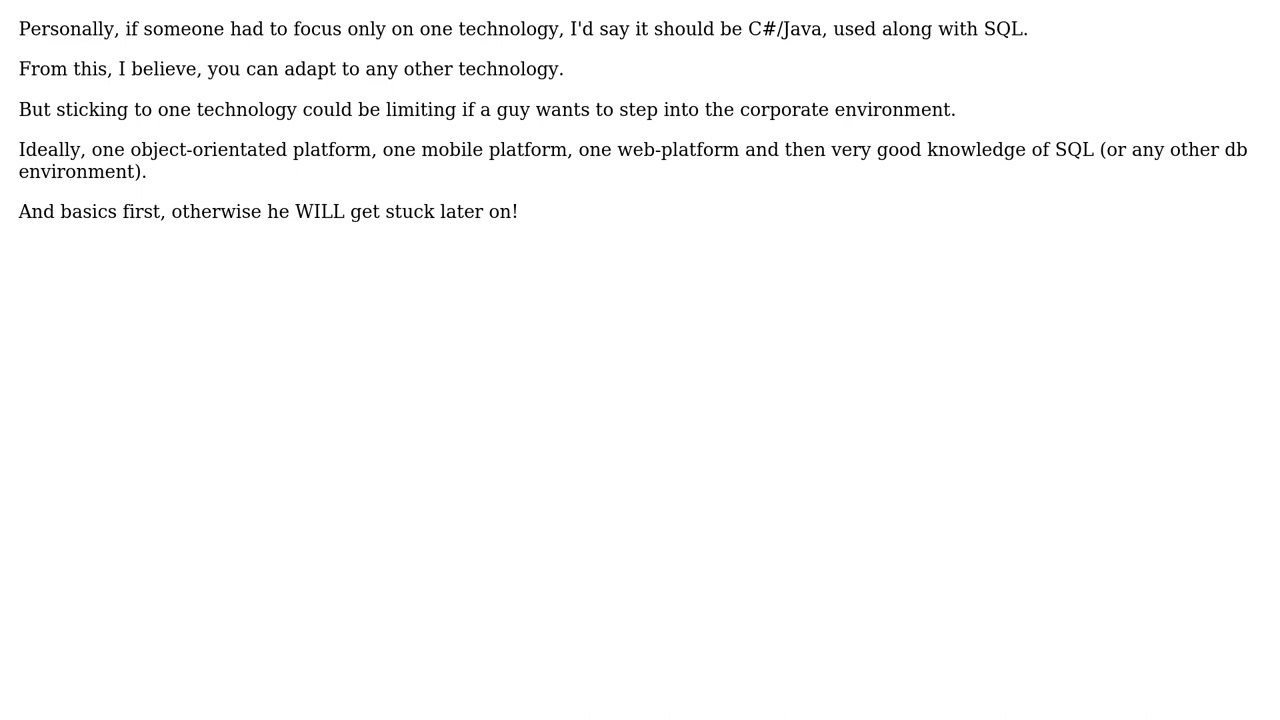 Personally, if someone had to focus only on one technology, I'd say it should be C#/Java, used along with SQL.
From this, I believe, you can adapt to any other technology.
But sticking to one technology could be limiting if a guy wants to step into the corporate environment.
Ideally, one object-orientated platform, one mobile platform, one web-platform and then very good knowledge of SQL (or any other db
environment).
And basics first, otherwise he WILL get stuck later on!